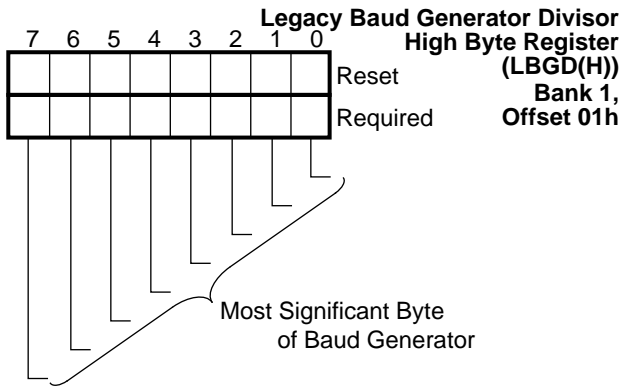 Legacy Baud Generator Divisor
High Byte Register
(LBGD(H))
Bank 1,
Offset 01h
7 6 5 4 3 2 1 0
Reset
Required
Most Significant Byte
of Baud Generator